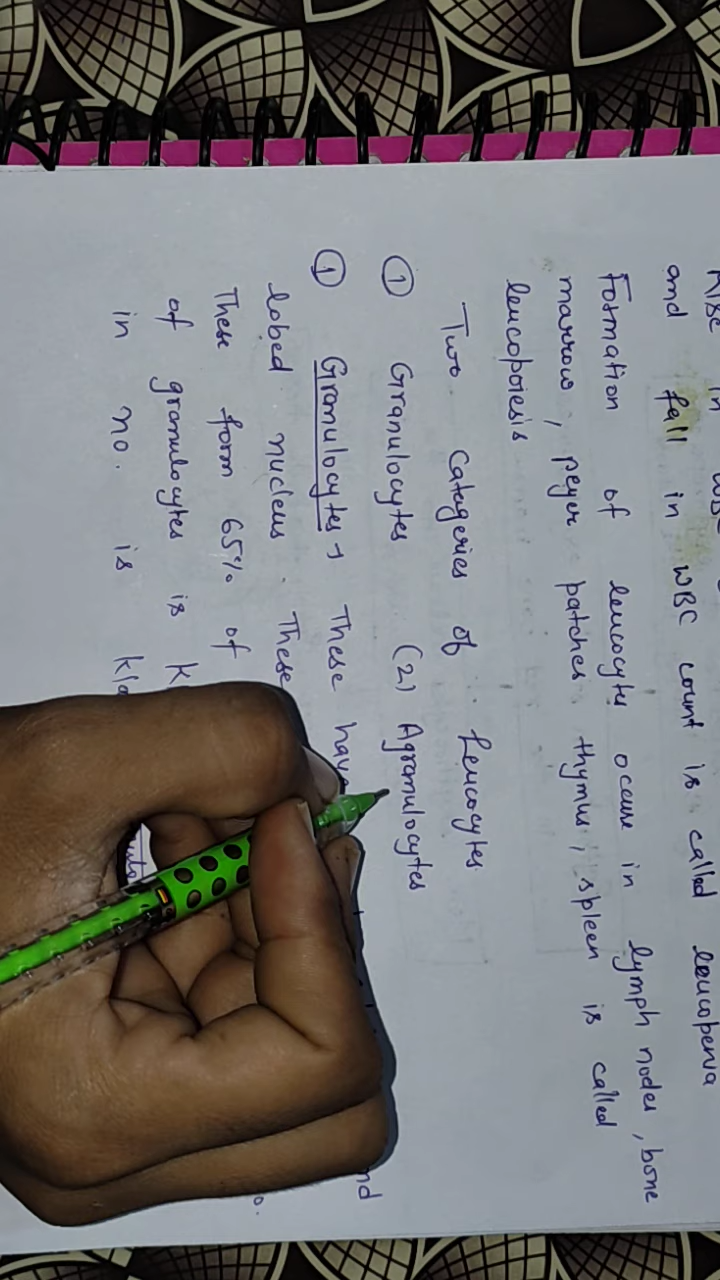 and fall in WBC count is called leucopenia
Formation of leucocyte occurs in lymph nodes, bone
marrow, peyer patches, thymus, spleen is called
leucopoiesis
Two categories of Leucocytes
① Granulocytes (2) Agranulocytes
① Granulocytes → These have
lobed nucleus. These nd
These form 65% of
of granulocytes is
in no. is